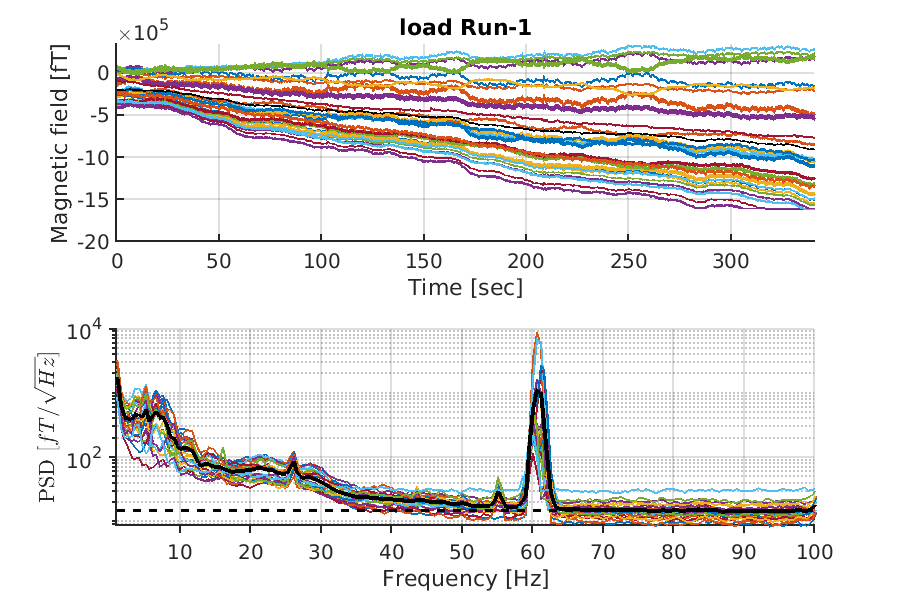 load Run-1
×10^5
Magnetic field [fT]
0
-5
-10
-15
-20
0 50 100 150 200 250 300
Time [sec]
PSD [fT/√Hz]
10^4
10^2
10 20 30 40 50 60 70 80 90 100
Frequency [Hz]